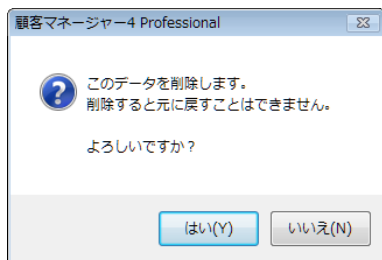 顧客マネージャー4 Professional
このデータを削除します。
削除すると元に戻すことはできません。
よろしいですか？
はい(Y)
いいえ(N)